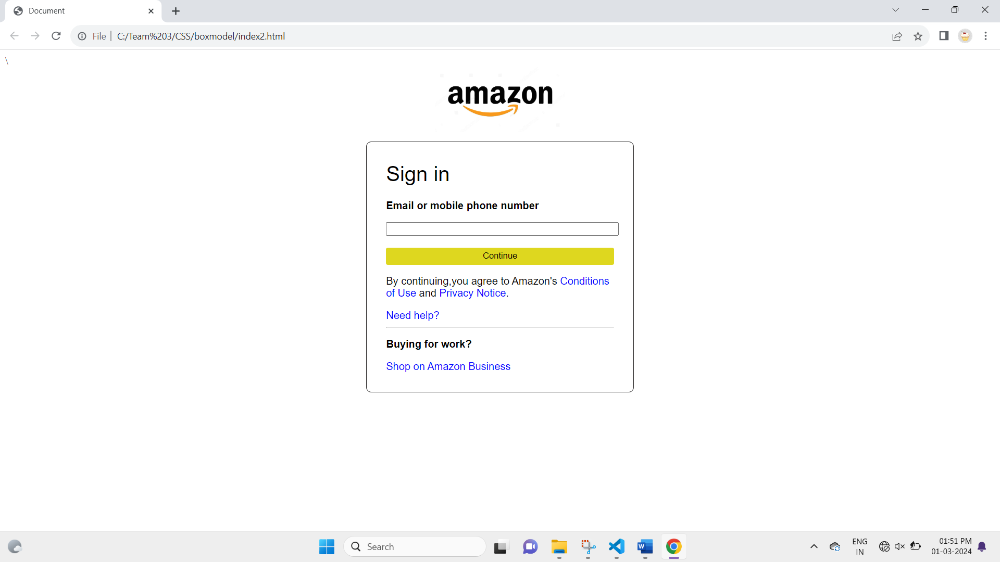 Document
File
C:/Team%203/CSS/boxmodel/index2.html
\
amazon
Sign in
Email or mobile phone number
Continue
By continuing,you agree to Amazon's Conditions
of Use and Privacy Notice.
Need help?
Buying for work?
Shop on Amazon Business
Search
W
ENG
IN
01:51 PM
01-03-2024